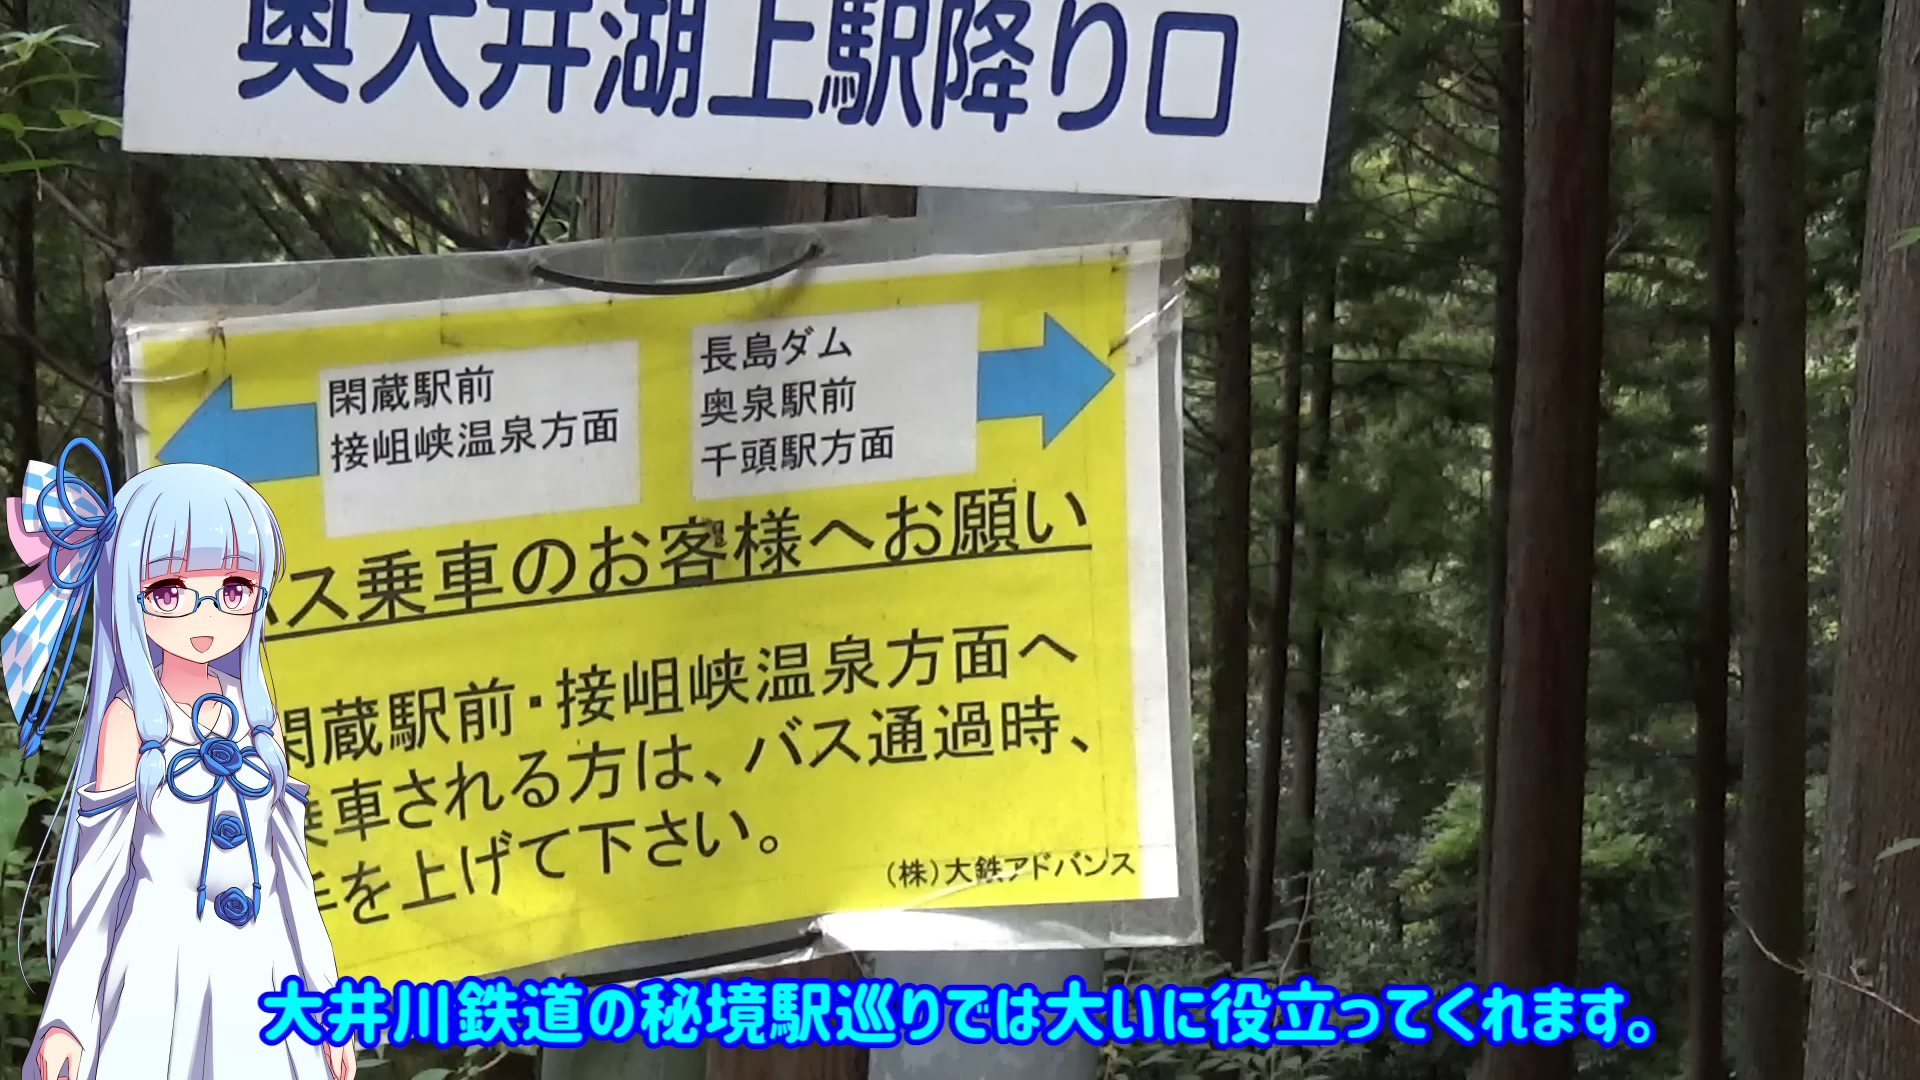 奥大井湖上駅降り口
閑蔵駅前
接岨峡温泉方面
長島ダム
奥泉駅前
千頭駅方面
バス乗車のお客様へお願い
閑蔵駅前・接岨峡温泉方面へ
乗車される方は、バス通過時、
手を上げて下さい。
(株)大鉄アドバンス
大井川鉄道の秘境駅巡りでは大いに役立ってくれます。